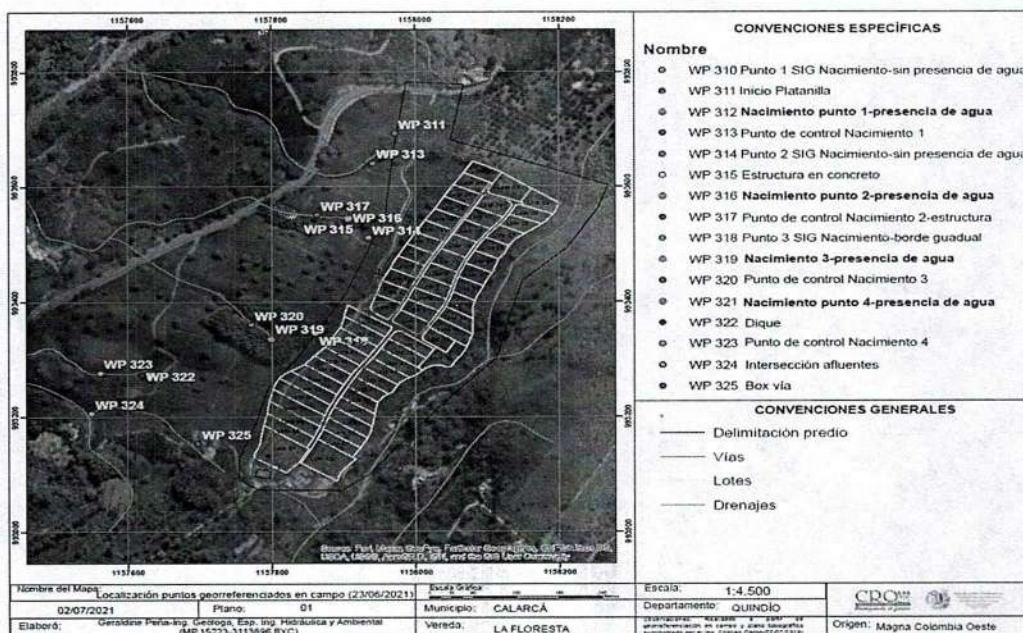 1157600 1157800 1158000 1158200
CONVENCIONES ESPECÍFICAS
Nombre
WP 310 Punto 1 SIG Nacimiento-sin presencia de agua
WP 311 Inicio Platanilla
WP 312 Nacimiento punto 1-presencia de agua
WP 313 Punto de control Nacimiento 1
WP 314 Punto 2 SIG Nacimiento-sin presencia de agua
WP 315 Estructura en concreto
WP 316 Nacimiento punto 2-presencia de agua
WP 317 Punto de control Nacimiento 2-estructura
WP 318 Punto 3 SIG Nacimiento-borde guadual
WP 319 Nacimiento 3-presencia de agua
WP 320 Punto de control Nacimiento 3
WP 321 Nacimiento punto 4-presencia de agua
WP 322 Dique
WP 323 Punto de control Nacimiento 4
WP 324 Intersección afluentes
WP 325 Box vía
CONVENCIONES GENERALES
Delimitación predio
Vías
Lotes
Drenajes
WP 311
WP 313
WP 317
WP 316
WP 315
WP 314
WP 320
WP 319
WP 318
WP 323
WP 322
WP 324
WP 325
1157600 1157800 1158000 1158200
Nombre del Mapa: Localización puntos georreferenciados en campo (23/06/2021)
Escala Gráfica:
Escala: 1:4.500
02/07/2021
Plano: 01
Municipio: CALARCÁ
Departamento: QUINDÍO
CRQ
Elaboró: Geraldine Peña-Ing. Geóloga, Esp. Ing. Hidráulica y Ambiental
Vereda: LA FLORESTA
Origen: Magna Colombia Oeste